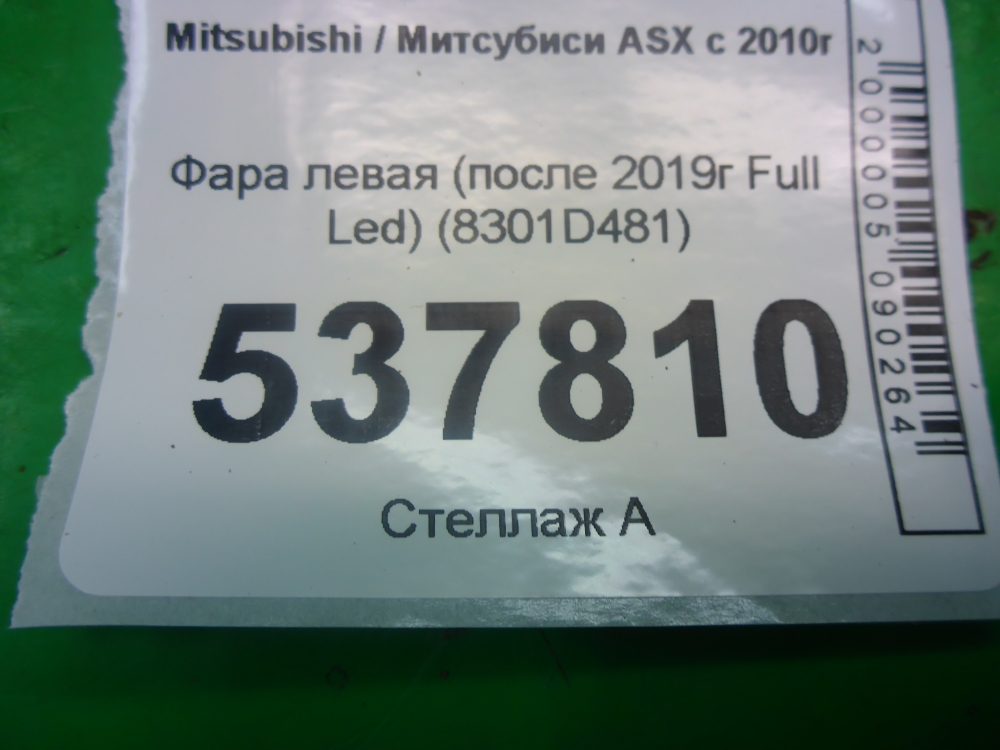 Mitsubishi / Митсубиси ASX с 2010г
Фара левая (после 2019г Full
Led) (8301D481)
537810
Стеллаж А
2000005090264